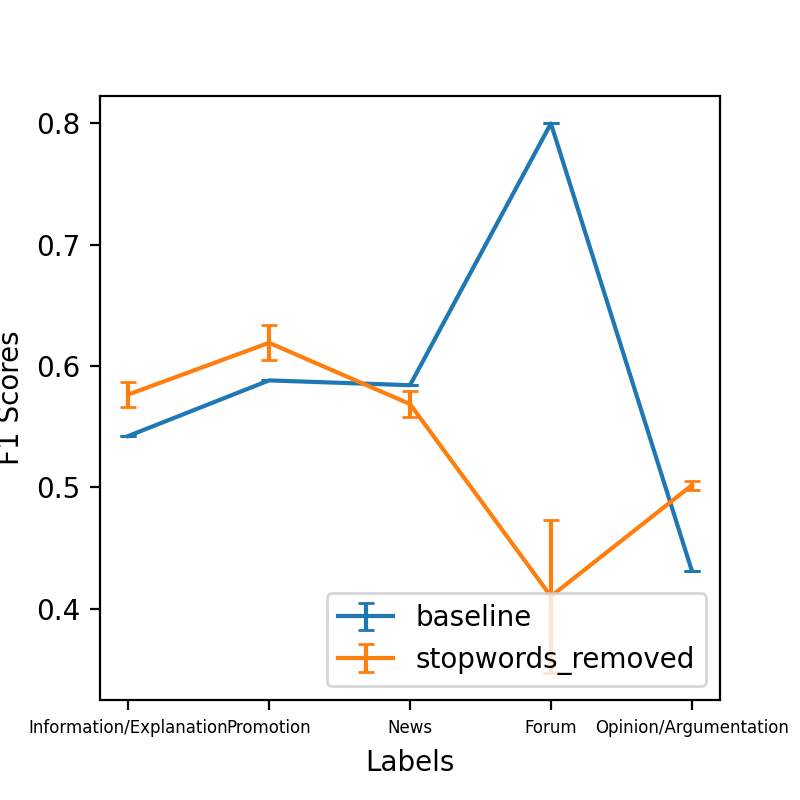 0.8
0.7
0.6
0.5
0.4
F1 Scores
baseline
stopwords_removed
Information/Explanation
Promotion
News
Forum
Opinion/Argumentation
Labels